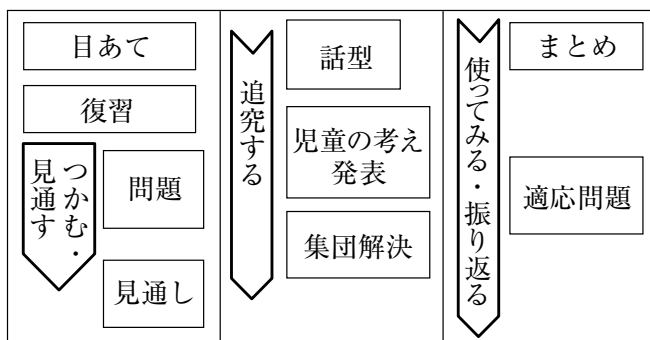 目あて
復習
つかむ・
見通す
問題
見通し
追究する
話型
児童の考え
発表
集団解決
使ってみる・振り返る
まとめ
適応問題